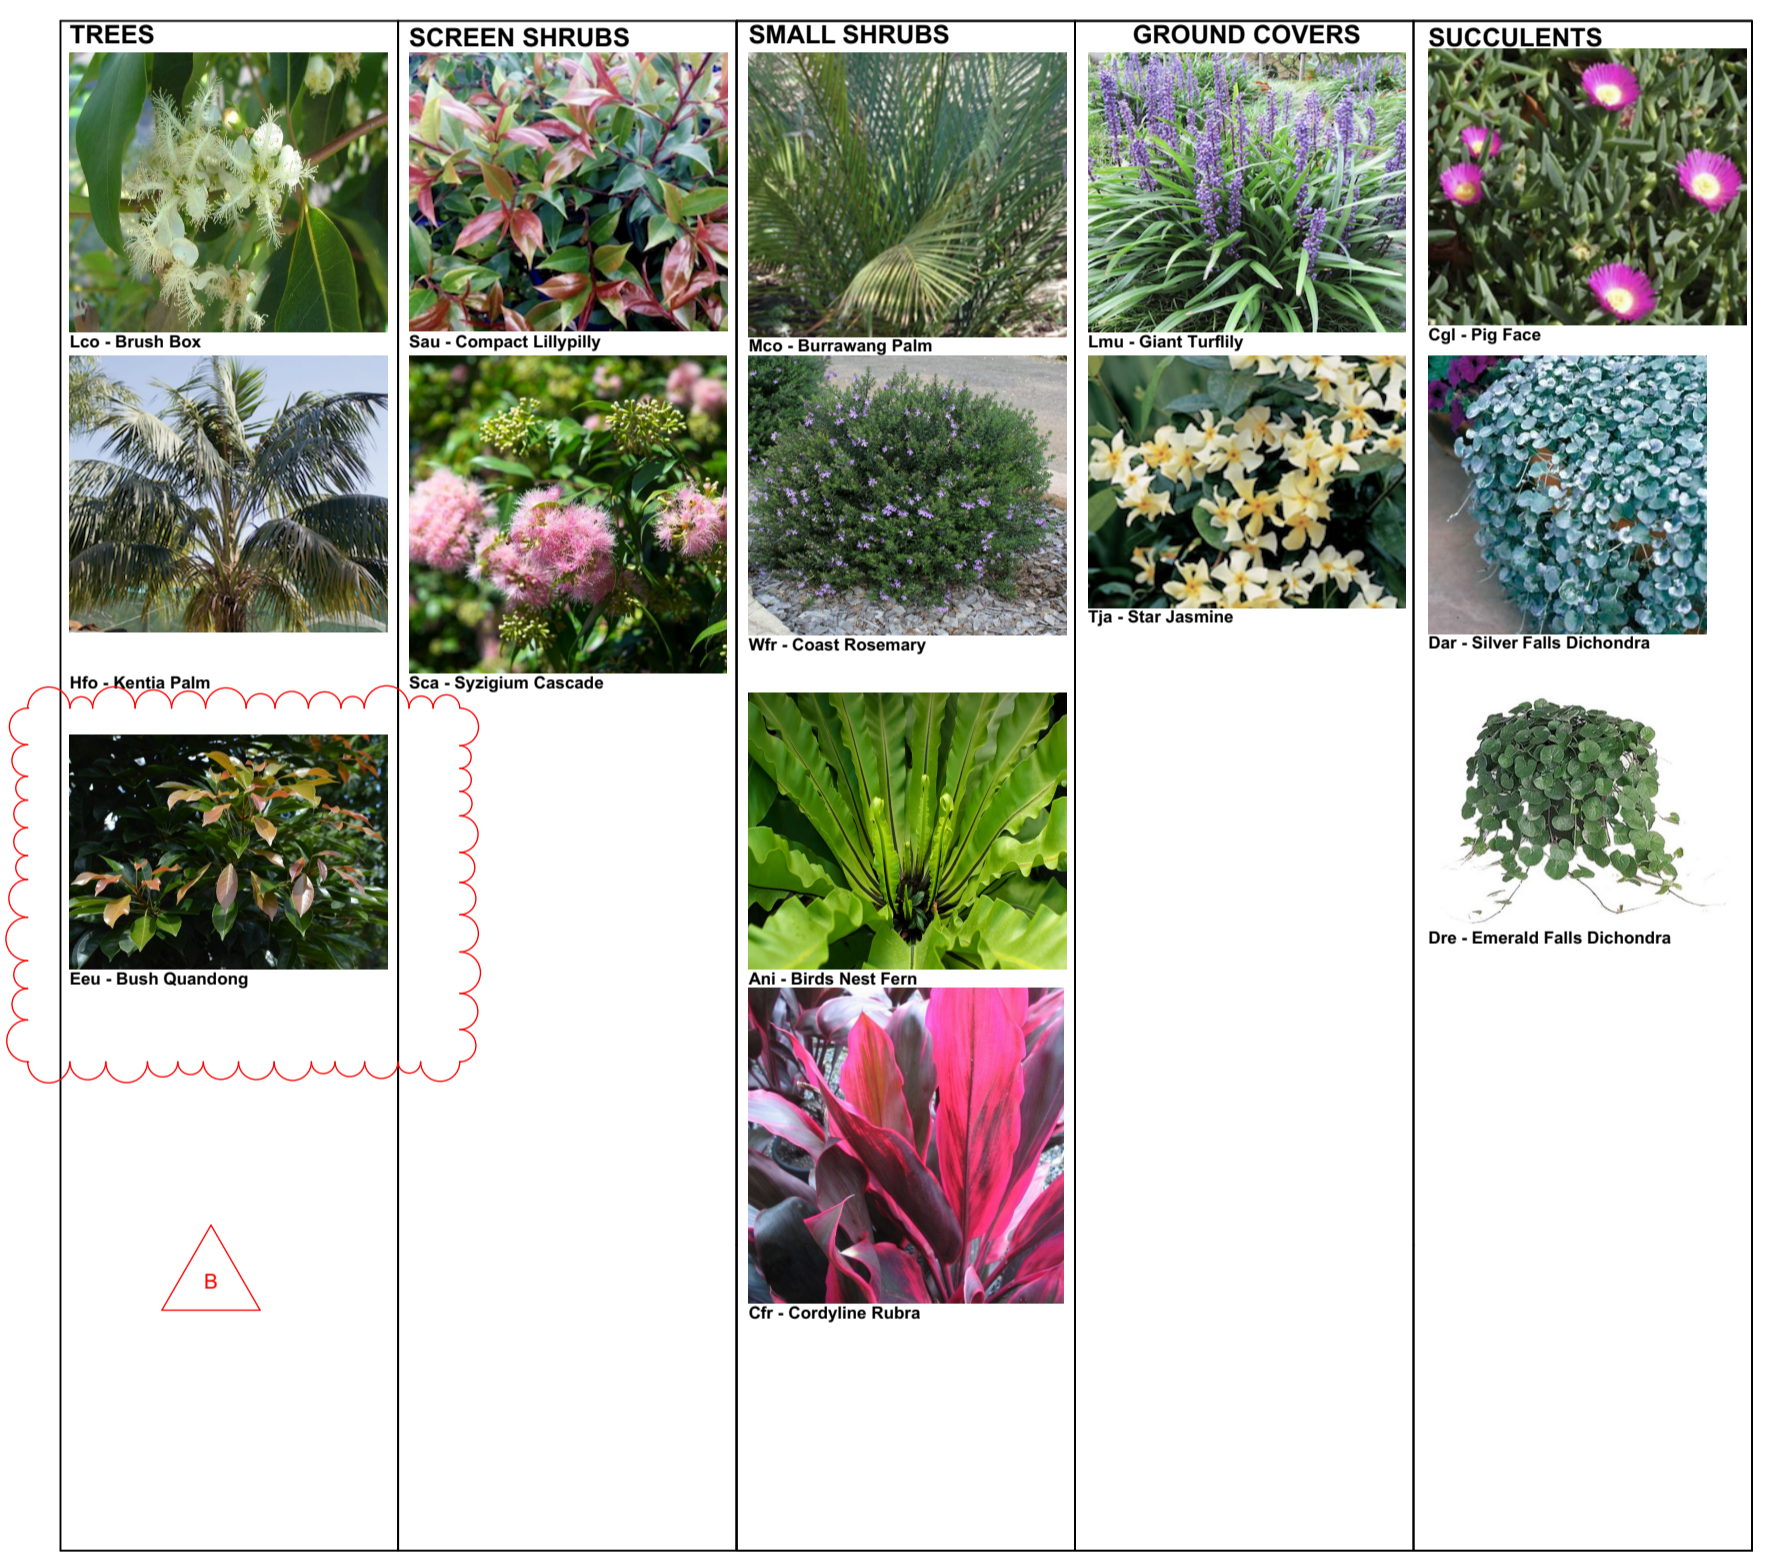 TREES
Lco - Brush Box
Hfo - Kentia Palm
Eeu - Bush Quandong
B
SCREEN SHRUBS
Sau - Compact Lillypilly
Sca - Syzigium Cascade
SMALL SHRUBS
Mco - Burrawang Palm
Wfr - Coast Rosemary
Ani - Birds Nest Fern
Cfr - Cordyline Rubra
GROUND COVERS
Lmu - Giant Turflily
Tja - Star Jasmine
SUCCULENTS
Cgl - Pig Face
Dar - Silver Falls Dichondra
Dre - Emerald Falls Dichondra